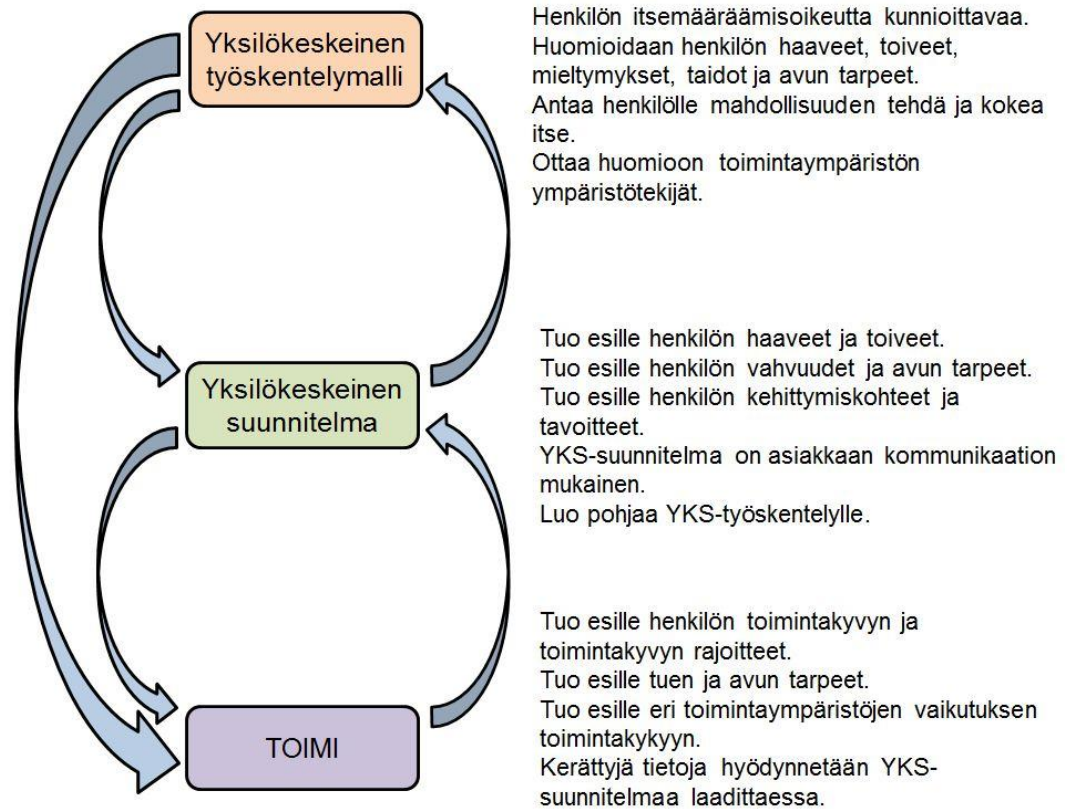 Yksilökeskeinen
työskentelymalli
Henkilön itsemääräämisoikeutta kunnioittavaa.
Huomioidaan henkilön haaveet, toiveet,
mieltymykset, taidot ja avun tarpeet.
Antaa henkilölle mahdollisuuden tehdä ja kokea
itse.
Ottaa huomioon toimintaympäristön
ympäristötekijät.
Yksilökeskeinen
suunnitelma
Tuo esille henkilön haaveet ja toiveet.
Tuo esille henkilön vahvuudet ja avun tarpeet.
Tuo esille henkilön kehittymiskohteet ja
tavoitteet.
YKS-suunnitelma on asiakkaan kommunikaation
mukainen.
Luo pohjaa YKS-työskentelylle.
TOIMI
Tuo esille henkilön toimintakyvyn ja
toimintakyvyn rajoitteet.
Tuo esille tuen ja avun tarpeet.
Tuo esille eri toimintaympäristöjen vaikutuksen
toimintakykyyn.
Kerättyjä tietoja hyödynnetään YKS-
suunnitelmaa laadittaessa.